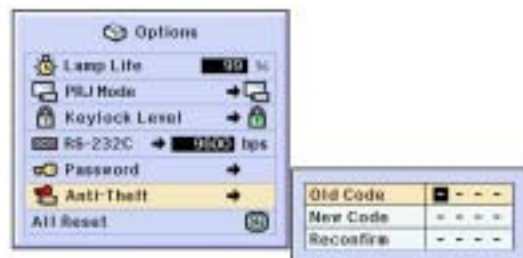 Options
Lamp Life 99 %
PRJ Mode
Keylock Level
RS-232C 9600 bps
Password
Anti-Theft
All Reset
Old Code - - - -
New Code - - - -
Reconfirm - - - -